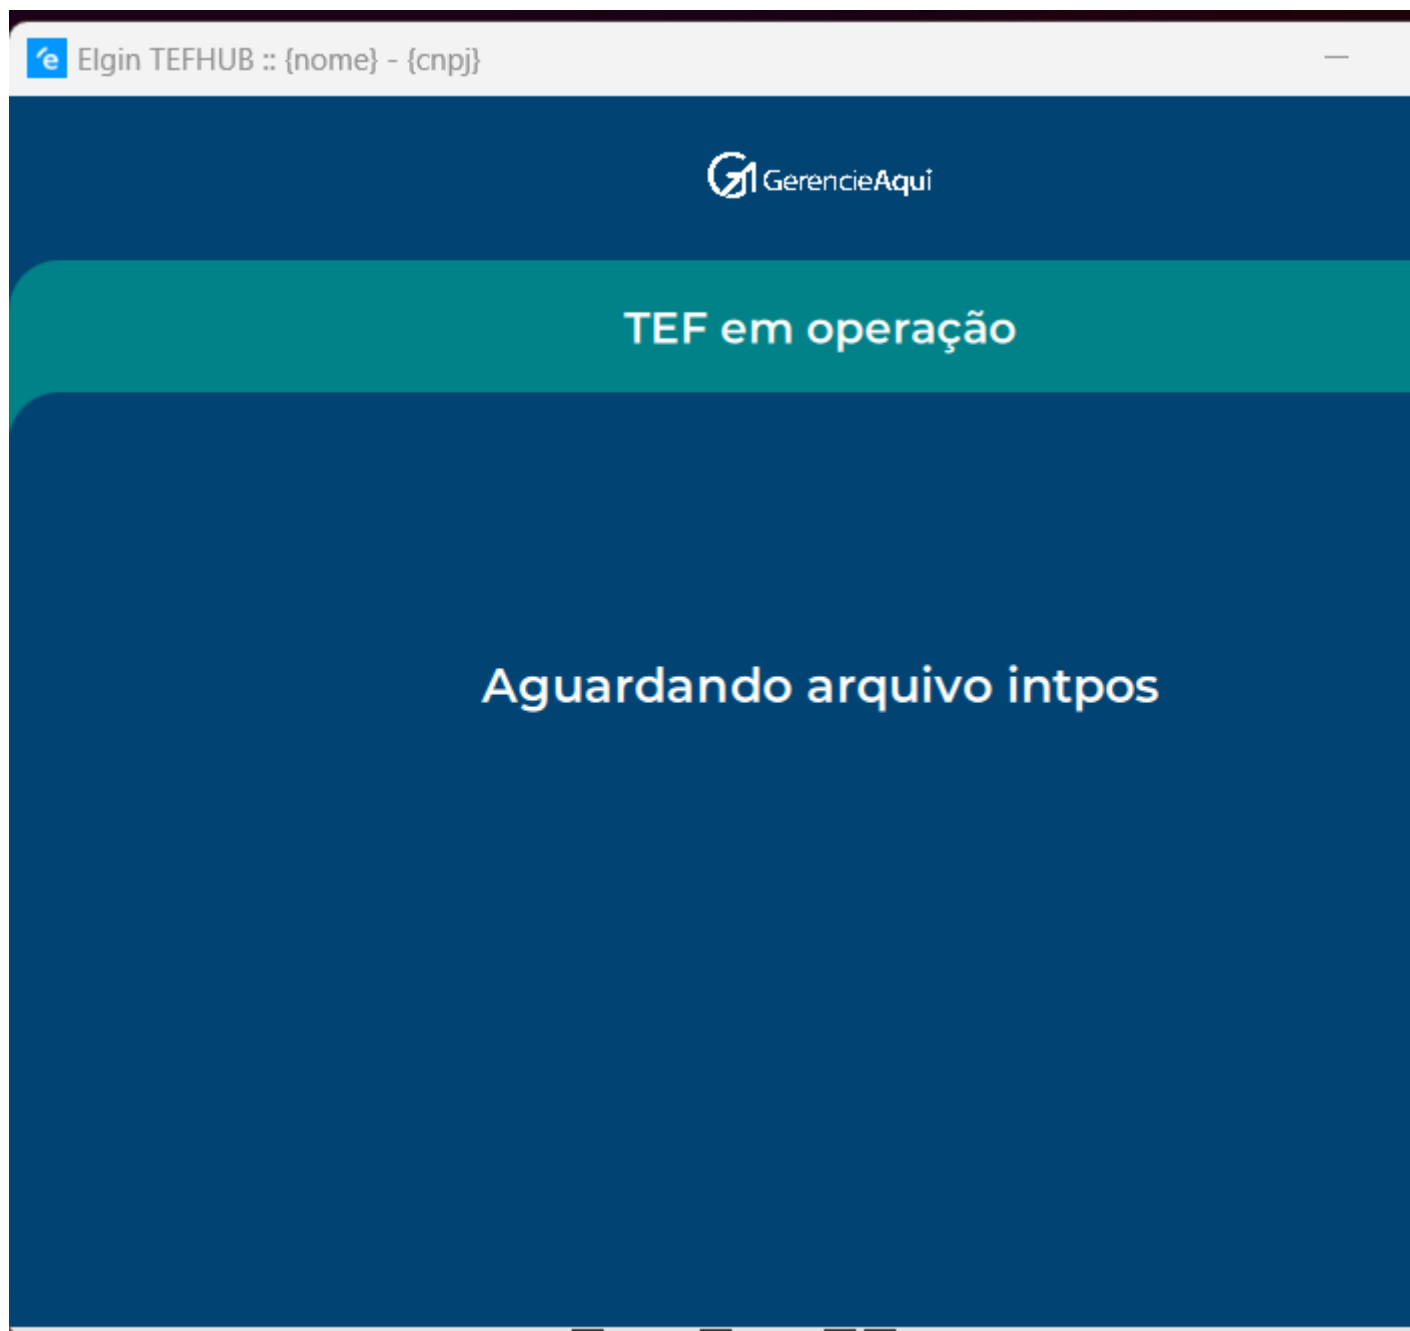 Elgin TEFHUB :: {nome} - {cnpj}
GerencieAqui
TEF em operação
Aguardando arquivo intpos